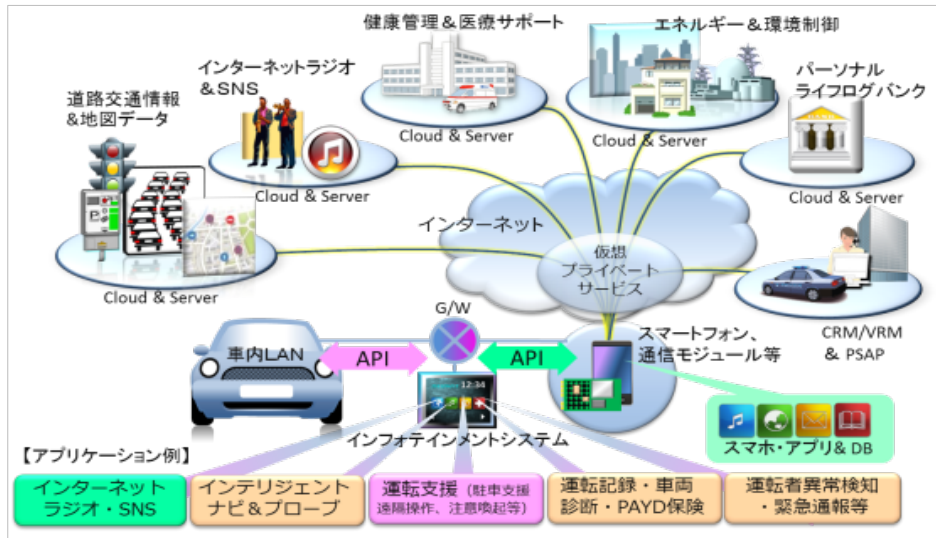 健康管理＆医療サポート
エネルギー＆環境制御
インターネットラジオ
＆SNS
パーソナル
ライフログバンク
道路交通情報
＆地図データ
Cloud & Server
Cloud & Server
Cloud & Server
Cloud & Server
Cloud & Server
インターネット
仮想
プライベート
サービス
G/W
スマートフォン、
通信モジュール等
CRM/VRM
& PSAP
車内LAN
API
API
12:34
インフォテインメントシステム
スマホ・アプリ& DB
【アプリケーション例】
インターネット
ラジオ・SNS
インテリジェント
ナビ＆プローブ
運転支援（駐車支援
遠隔操作、注意喚起等）
運転記録・車両
診断・PAYD保険
運転者異常検知
・緊急通報等